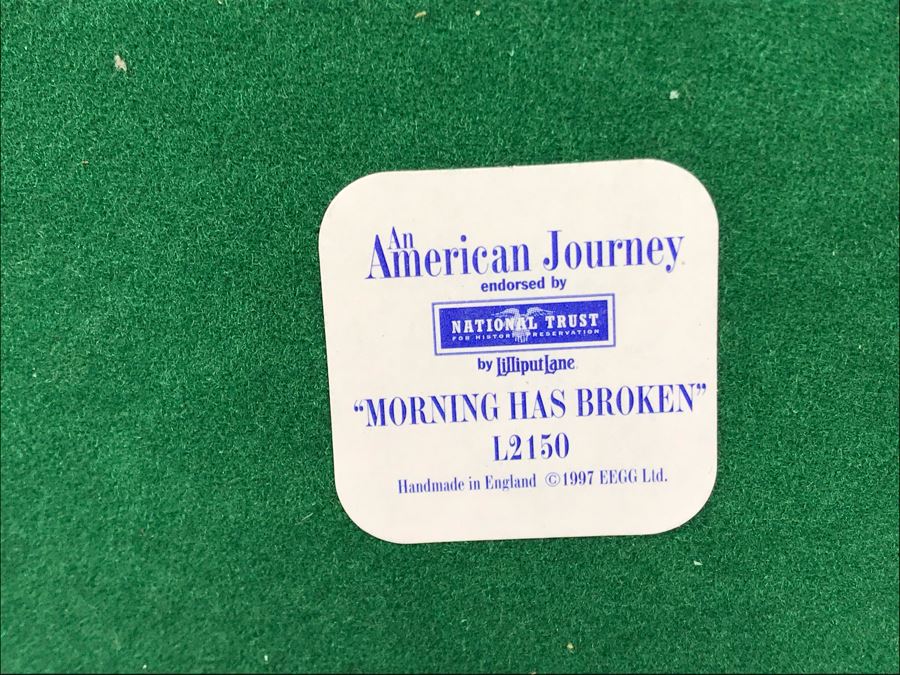 An
American Journey
endorsed by
NATIONAL TRUST
FOR HISTORIC PRESERVATION
by LilliputLane
"MORNING HAS BROKEN"
L2150
Handmade in England ©1997 EEGG Ltd.